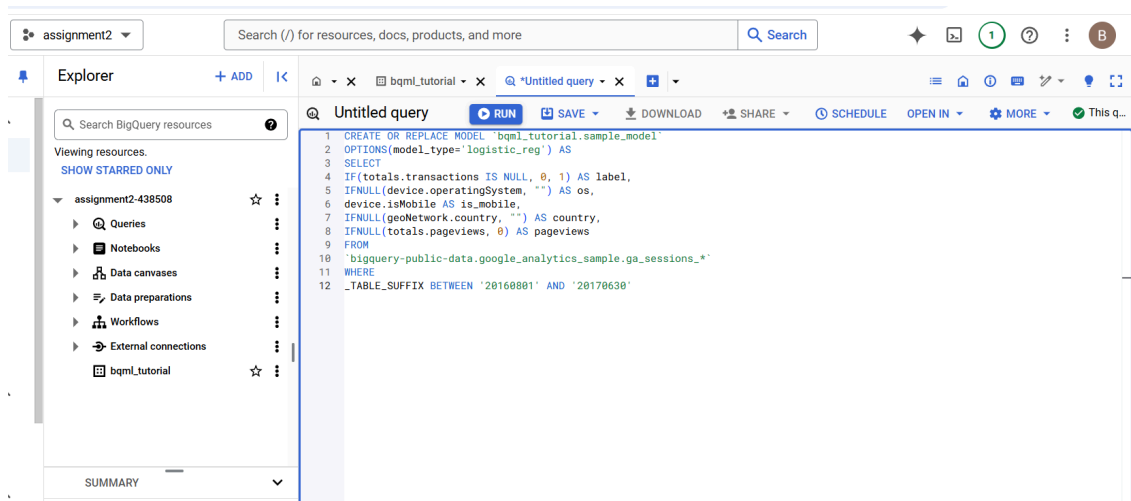 assignment2
Search (/) for resources, docs, products, and more
Search
1
B
Explorer
+ ADD
bqml_tutorial
*Untitled query
Search BigQuery resources
Viewing resources.
SHOW STARRED ONLY
assignment2-438508
Queries
Notebooks
Data canvases
Data preparations
Workflows
External connections
bqml_tutorial
SUMMARY
Untitled query
RUN
SAVE
DOWNLOAD
SHARE
SCHEDULE
OPEN IN
MORE
This q...
1 CREATE OR REPLACE MODEL `bqml_tutorial.sample_model`
2 OPTIONS(model_type='logistic_reg') AS
3 SELECT
4 IF(totals.transactions IS NULL, 0, 1) AS label,
5 IFNULL(device.operatingSystem, "") AS os,
6 device.isMobile AS is_mobile,
7 IFNULL(geoNetwork.country, "") AS country,
8 IFNULL(totals.pageviews, 0) AS pageviews
9 FROM
10 `bigquery-public-data.google_analytics_sample.ga_sessions_*`
11 WHERE
12 _TABLE_SUFFIX BETWEEN '20160801' AND '20170630'